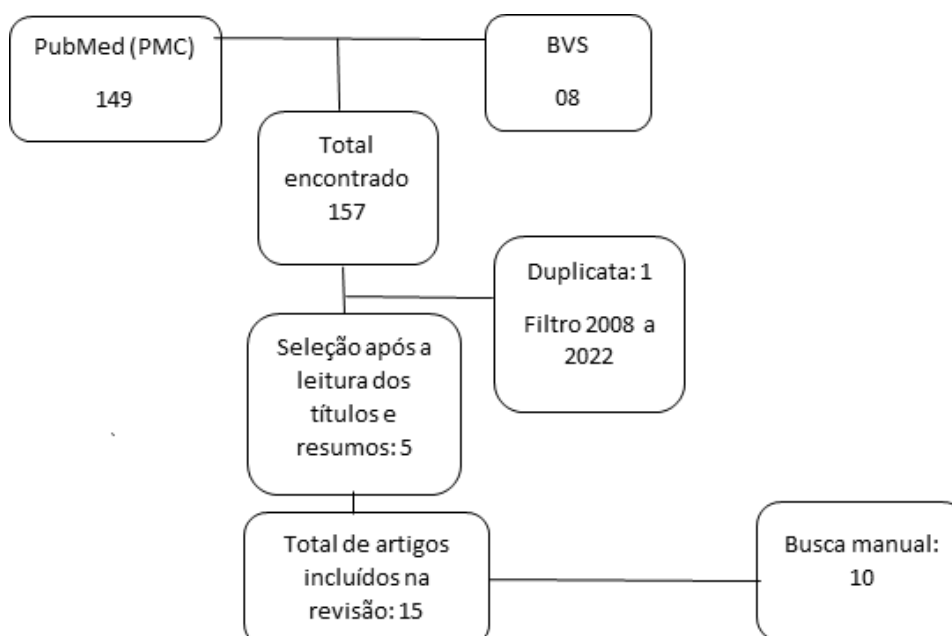 PubMed (PMC)
149
BVS
08
Total
encontrado
157
Duplicata: 1
Filtro 2008 a
2022
Seleção após a
leitura dos
títulos e
resumos: 5
Total de artigos
incluídos na
revisão: 15
Busca manual:
10